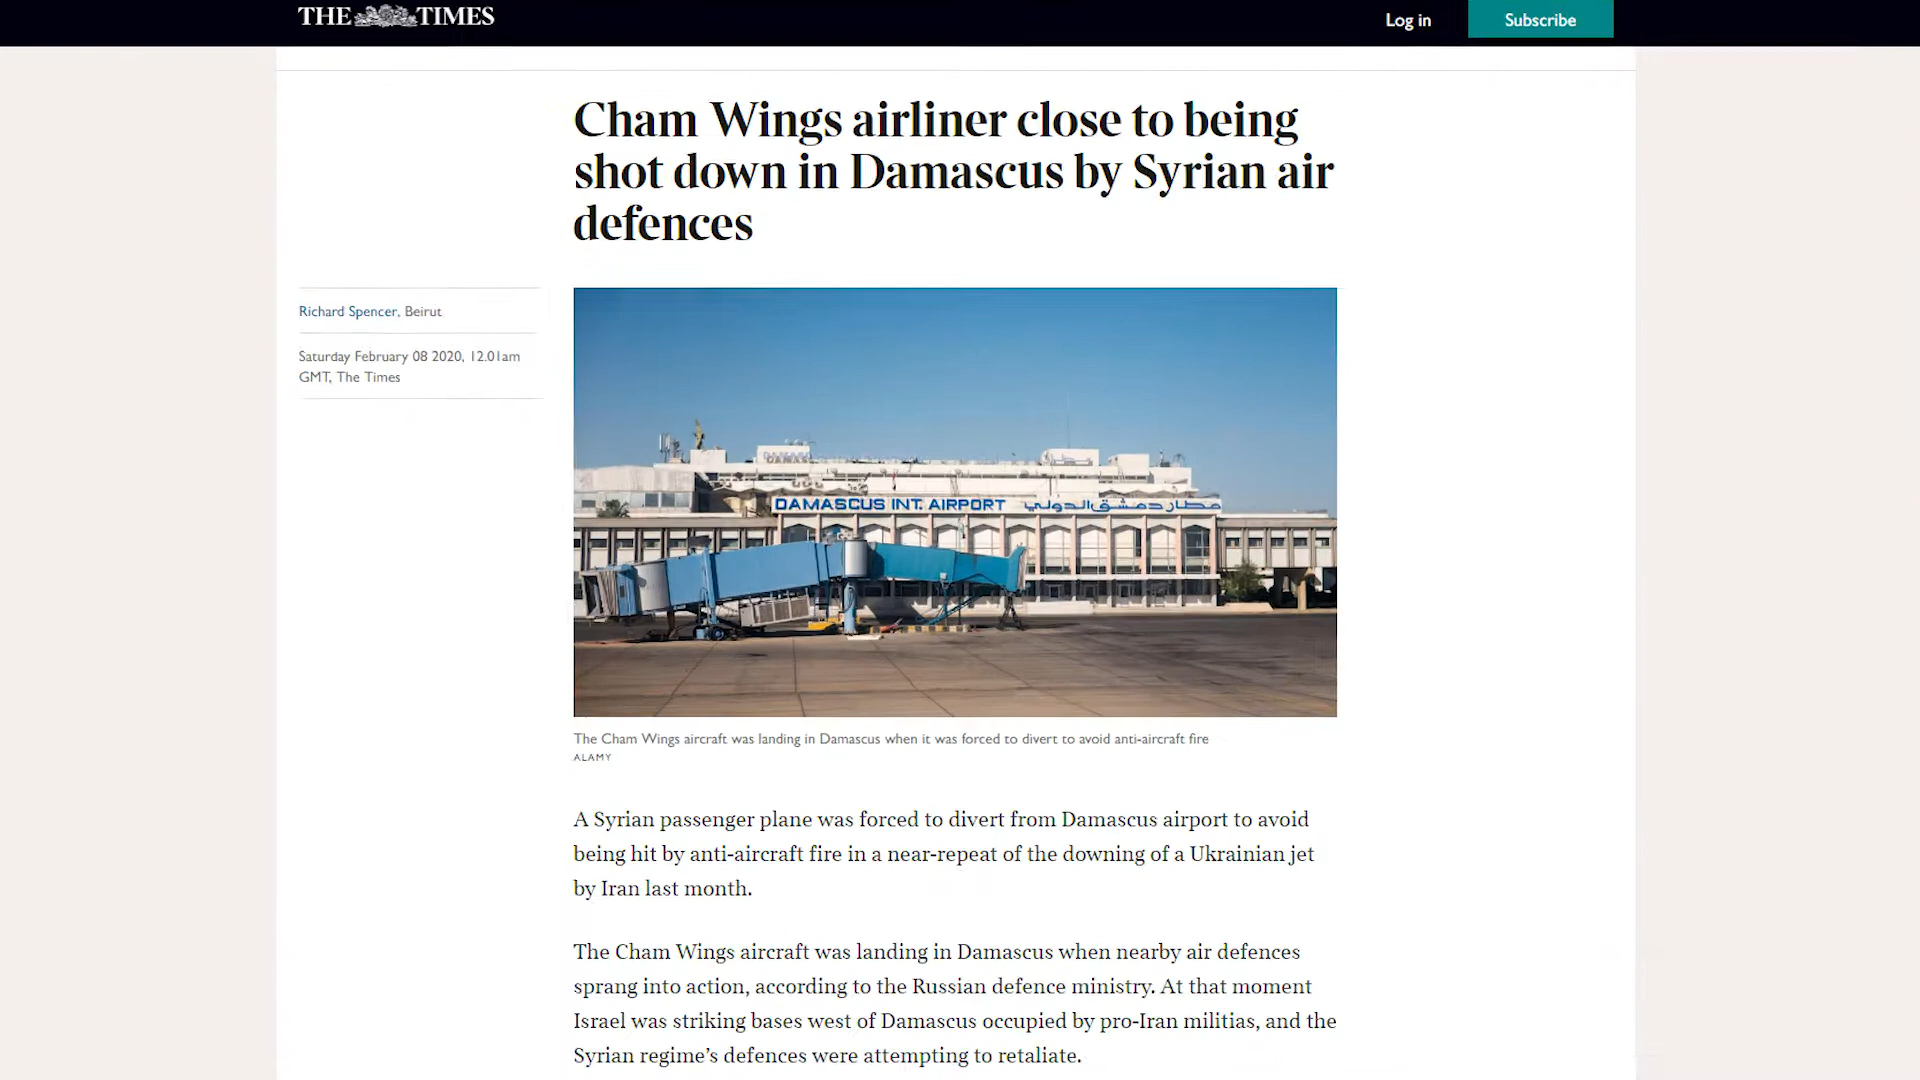 THE TIMES
Log in
Subscribe
Cham Wings airliner close to being
shot down in Damascus by Syrian air
defences
Richard Spencer, Beirut
Saturday February 08 2020, 12.01am
GMT, The Times
DAMASCUS INT. AIRPORT مطار دمشق الدولي
The Cham Wings aircraft was landing in Damascus when it was forced to divert to avoid anti-aircraft fire
ALAMY
A Syrian passenger plane was forced to divert from Damascus airport to avoid
being hit by anti-aircraft fire in a near-repeat of the downing of a Ukrainian jet
by Iran last month.
The Cham Wings aircraft was landing in Damascus when nearby air defences
sprang into action, according to the Russian defence ministry. At that moment
Israel was striking bases west of Damascus occupied by pro-Iran militias, and the
Syrian regime’s defences were attempting to retaliate.